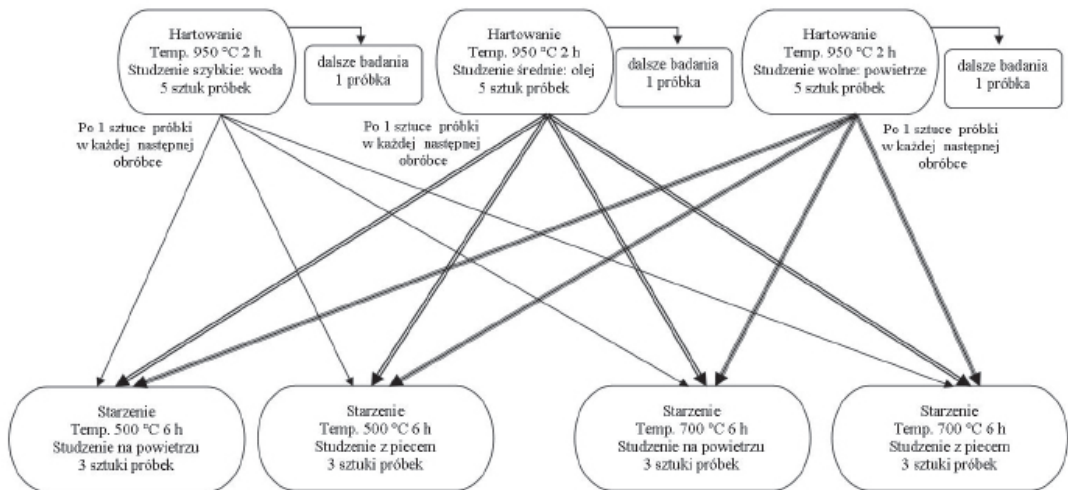 Hartowanie
Temp. 950 °C 2 h
Studzenie szybkie: woda
5 sztuk próbek
dalsze badania
1 próbka
Hartowanie
Temp. 950 °C 2 h
Studzenie średnie: olej
5 sztuk próbek
dalsze badania
1 próbka
Hartowanie
Temp. 950 °C 2 h
Studzenie wolne: powietrze
5 sztuk próbek
dalsze badania
1 próbka
Po 1 sztuce próbki
w każdej następnej
obróbce
Po 1 sztuce próbki
w każdej następnej
obróbce
Po 1 sztuce próbki
w każdej następnej
obróbce
Starzenie
Temp. 500 °C 6 h
Studzenie na powietrzu
3 sztuki próbek
Starzenie
Temp. 500 °C 6 h
Studzenie z piecem
3 sztuki próbek
Starzenie
Temp. 700 °C 6 h
Studzenie na powietrzu
3 sztuki próbek
Starzenie
Temp. 700 °C 6 h
Studzenie z piecem
3 sztuki próbek